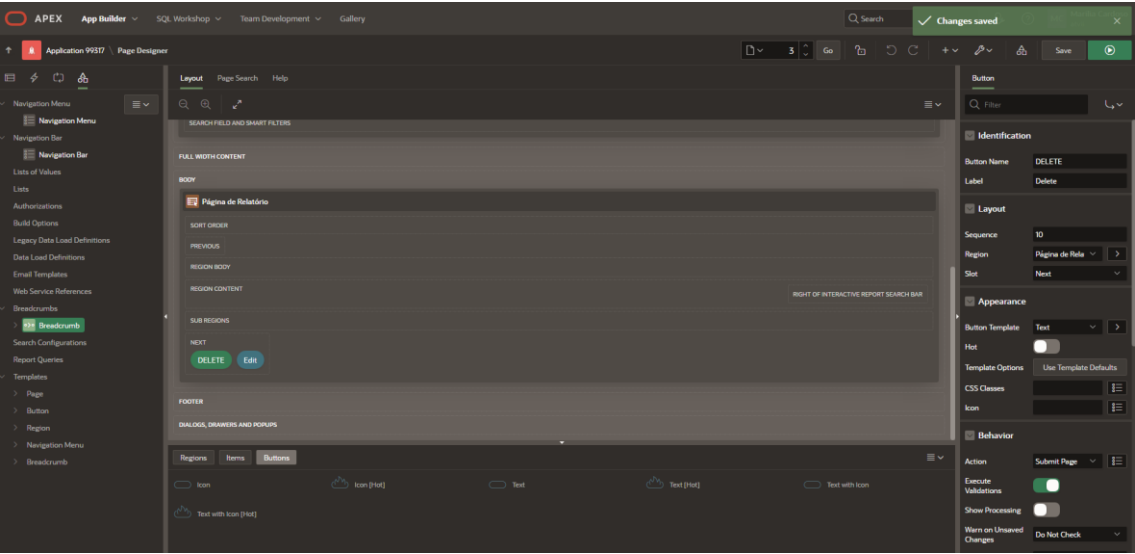 APEX App Builder SQL Workshop Team Development Gallery Search Changes saved
Application 99317 \ Page Designer 3 Go Save
Layout Page Search Help
Button
Filter
Navigation Menu
Navigation Menu
Navigation Bar
Navigation Bar
Lists of Values
Lists
Authorizations
Build Options
Legacy Data Load Definitions
Data Load Definitions
Email Templates
Web Service References
Breadcrumbs
Breadcrumb
Search Configurations
Report Queries
Templates
Page
Button
Region
Navigation Menu
Breadcrumb
SEARCH FIELD AND SMART FILTERS
FULL WIDTH CONTENT
BODY
Página de Relatório
SORT ORDER
PREVIOUS
REGION BODY
REGION CONTENT
RIGHT OF INTERACTIVE REPORT SEARCH BAR
SUB REGIONS
NEXT
DELETE Edit
FOOTER
DIALOGS, DRAWERS AND POPUPS
Regions Items Buttons
Icon Icon [Hot] Text Text [Hot] Text with Icon
Text with Icon [Hot]
Identification
Button Name DELETE
Label Delete
Layout
Sequence 10
Region Página de Rela
Slot Next
Appearance
Button Template Text
Hot
Template Options Use Template Defaults
CSS Classes
Icon
Behavior
Action Submit Page
Execute
Validations
Show Processing
Warn on Unsaved
Changes Do Not Check